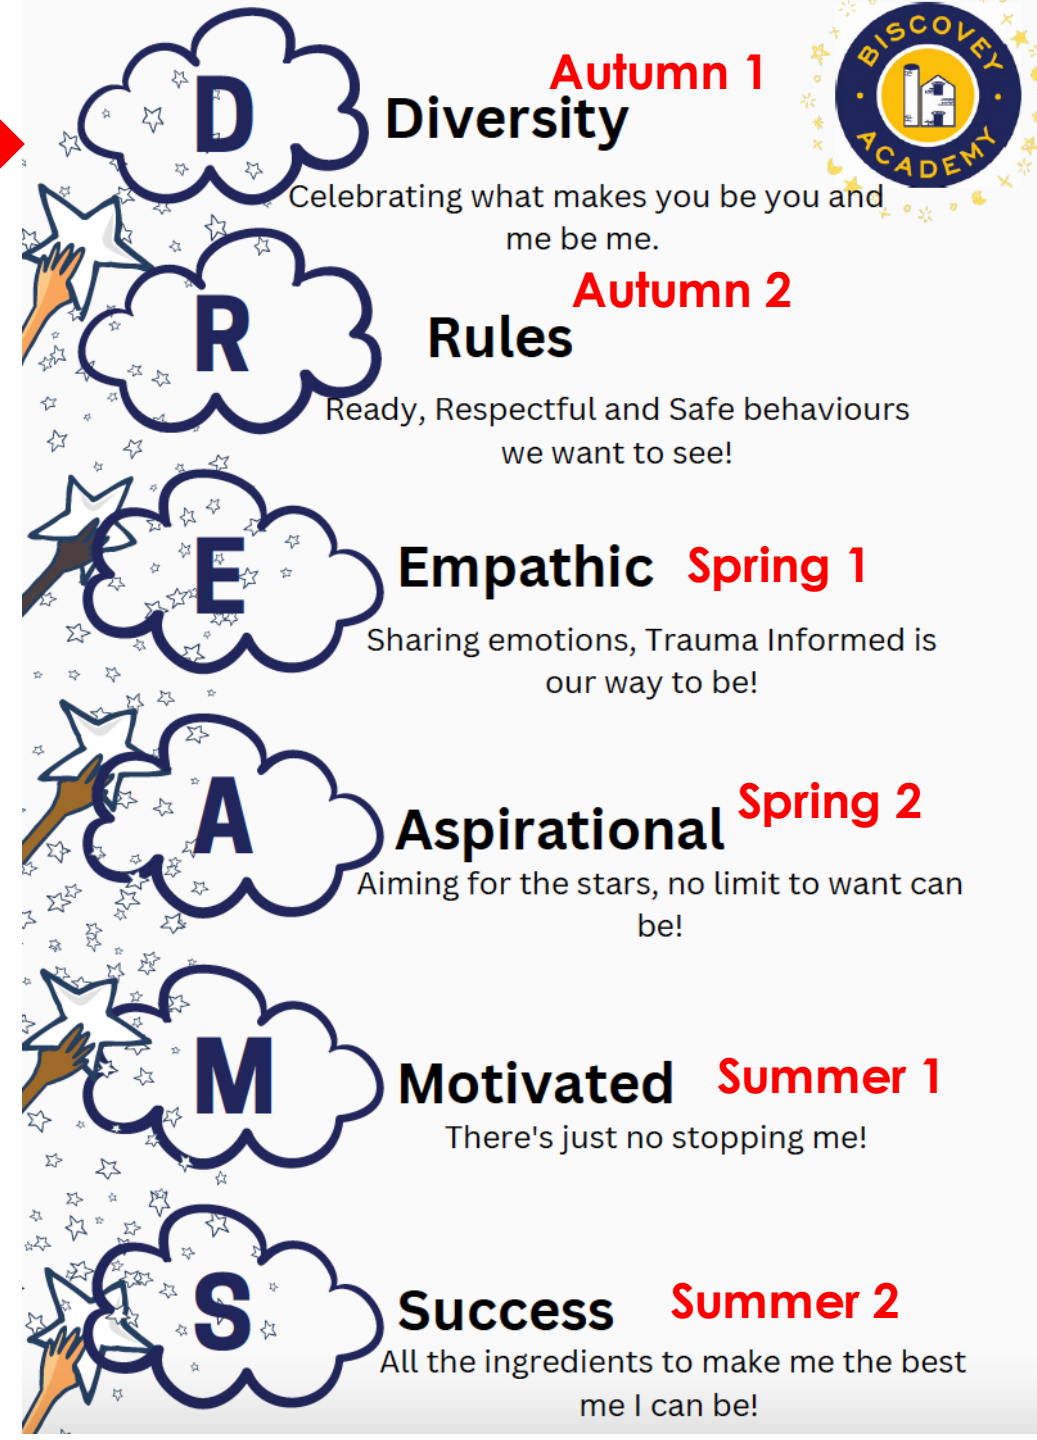 BISCOVEY ACADEMY
Autumn 1
D
Diversity
Celebrating what makes you be you and
me be me.
Autumn 2
R
Rules
Ready, Respectful and Safe behaviours
we want to see!
E
Empathic Spring 1
Sharing emotions, Trauma Informed is
our way to be!
Spring 2
A
Aspirational
Aiming for the stars, no limit to want can
be!
M
Motivated Summer 1
There's just no stopping me!
S
Success Summer 2
All the ingredients to make me the best
me I can be!